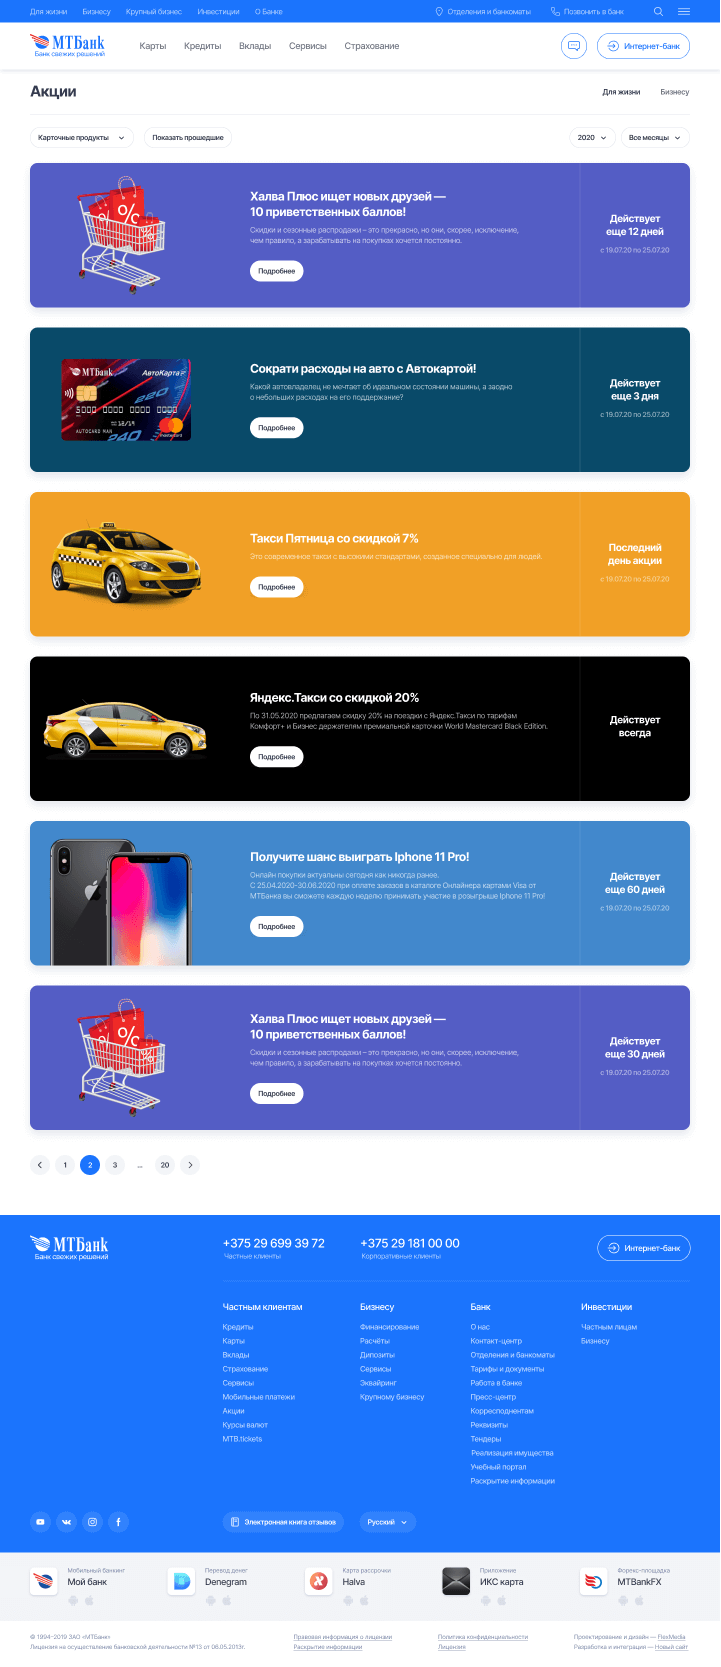 Для жизни Бизнесу Крупный бизнес Инвестиции О Банке Отделения и банкоматы Позвонить в банк
МТБанк
Банк свежих решений
Карты Кредиты Вклады Сервисы Страхование Интернет-банк
Акции Для жизни Бизнесу
Карточные продукты Показать прошедшие 2020 Все месяцы
Халва Плюс ищет новых друзей —
10 приветственных баллов!
Скидки и сезонные распродажи – это прекрасно, но они, скорее, исключение,
чем правило, а зарабатывать на покупках хочется постоянно.
Подробнее
Действует
еще 12 дней
с 19.07.20 по 25.07.20
МТБанк АвтоКарта
220
5000 0000 0000 0000
12/19
240
AUTOCARD MAN
mastercard
Сократи расходы на авто с Автокартой!
Какой автовладелец не мечтает об идеальном состоянии машины, а заодно
о небольших расходах на его поддержание?
Подробнее
Действует
еще 3 дня
с 19.07.20 по 25.07.20
Такси Пятница со скидкой 7%
Это современное такси с высокими стандартами, созданное специально для людей.
Подробнее
Последний
день акции
с 19.07.20 по 25.07.20
Яндекс.Такси со скидкой 20%
По 31.05.2020 предлагаем скидку 20% на поездки с Яндекс.Такси по тарифам
Комфорт+ и Бизнес держателям премиальной карточки World Mastercard Black Edition.
Подробнее
Действует
всегда
Получите шанс выиграть Iphone 11 Pro!
Онлайн покупки актуальны сегодня как никогда ранее.
С 25.04.2020-30.06.2020 при оплате заказов в каталоге Онлайнера картами Visa от
МТБанка вы сможете каждую неделю принимать участие в розыгрыше Iphone 11 Pro!
Подробнее
Действует
еще 60 дней
с 19.07.20 по 25.07.20
Халва Плюс ищет новых друзей —
10 приветственных баллов!
Скидки и сезонные распродажи – это прекрасно, но они, скорее, исключение,
чем правило, а зарабатывать на покупках хочется постоянно.
Подробнее
Действует
еще 30 дней
с 19.07.20 по 25.07.20
1 2 3 ... 20
МТБанк
Банк свежих решений
+375 29 699 39 72
Частные клиенты
+375 29 181 00 00
Корпоративные клиенты
Интернет-банк
Частным клиентам
Кредиты
Карты
Вклады
Страхование
Сервисы
Мобильные платежи
Акции
Курсы валют
MTB.tickets
Бизнесу
Финансирование
Расчёты
Дипозиты
Сервисы
Эквайринг
Крупному бизнесу
Банк
О нас
Контакт-центр
Отделения и банкоматы
Тарифы и документы
Работа в банке
Пресс-центр
Корреспондентам
Реквизиты
Тендеры
Реализация имущества
Учебный портал
Раскрытие информации
Инвестиции
Частным лицам
Бизнесу
Электронная книга отзывов Русский
Мобильный банкинг
Мой банк
Перевод денег
Denegram
Карта рассрочки
Halva
Приложение
ИКС карта
Форекс-площадка
MTBankFX
© 1994-2019 ЗАО «МТБанк»
Лицензия на осуществление банковской деятельности №13 от 06.05.2013г.
Правовая информация о лицензии
Раскрытие информации
Политика конфиденциальности
Лицензия
Проектирование и дизайн — FlexMedia
Разработка и интеграция — Новый сайт